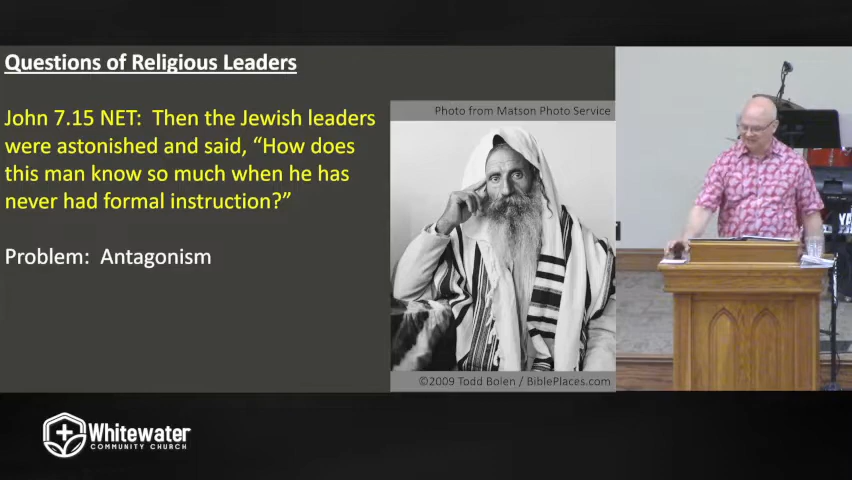 Questions of Religious Leaders
John 7.15 NET: Then the Jewish leaders
were astonished and said, “How does
this man know so much when he has
never had formal instruction?”
Problem: Antagonism
Photo from Matson Photo Service
©2009 Todd Bolen / BiblePlaces.com
YA
Whitewater
COMMUNITY CHURCH